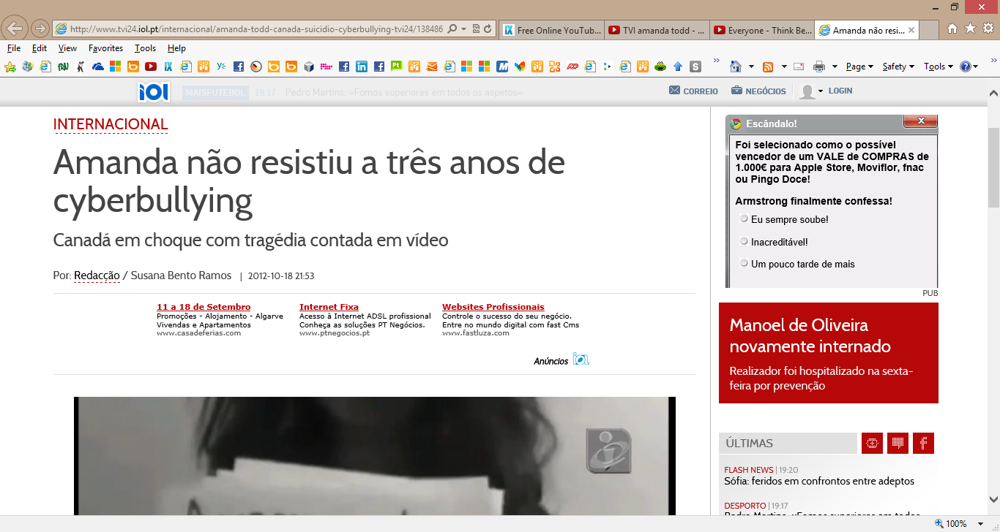 http://www.tvi24.iol.pt/internacional/amanda-todd-canada-suicidio-cyberbullying-tvi24/138486
Free Online YouTub...
TVI amanda todd - ...
Everyone - Think Be...
Amanda não resi...
File Edit View Favorites Tools Help
Page Safety Tools
iol
MAISFUTEBOL 19:17 Pedro Martins: «Fomos superiores em todos os aspetos»
CORREIO NEGÓCIOS LOGIN
INTERNACIONAL
Amanda não resistiu a três anos de
cyberbullying
Canadá em choque com tragédia contada em vídeo
Por: Redacção / Susana Bento Ramos | 2012-10-18 21:53
11 a 18 de Setembro
Promoções - Alojamento - Algarve
Vivendas e Apartamentos
www.casadeferias.com
Internet Fixa
Acesso à Internet ADSL profissional
Conheça as soluções PT Negócios.
www.ptnegocios.pt
Websites Profissionais
Controle o sucesso do seu negócio.
Entre no mundo digital com fast Cms
www.fastluza.com
Anúncios iol
Escândalo!
Foi selecionado como o possível
vencedor de um VALE de COMPRAS de
1.000€ para Apple Store, Moviflor, fnac
ou Pingo Doce!
Armstrong finalmente confessa!
Eu sempre soube!
Inacreditável!
Um pouco tarde de mais
PUB
Manoel de Oliveira
novamente internado
Realizador foi hospitalizado na sexta-
feira por prevenção
ÚLTIMAS
FLASH NEWS | 19:20
Sófia: feridos em confrontos entre adeptos
DESPORTO | 19:17
Pedro Martins: «Fomos superiores em todos
100%